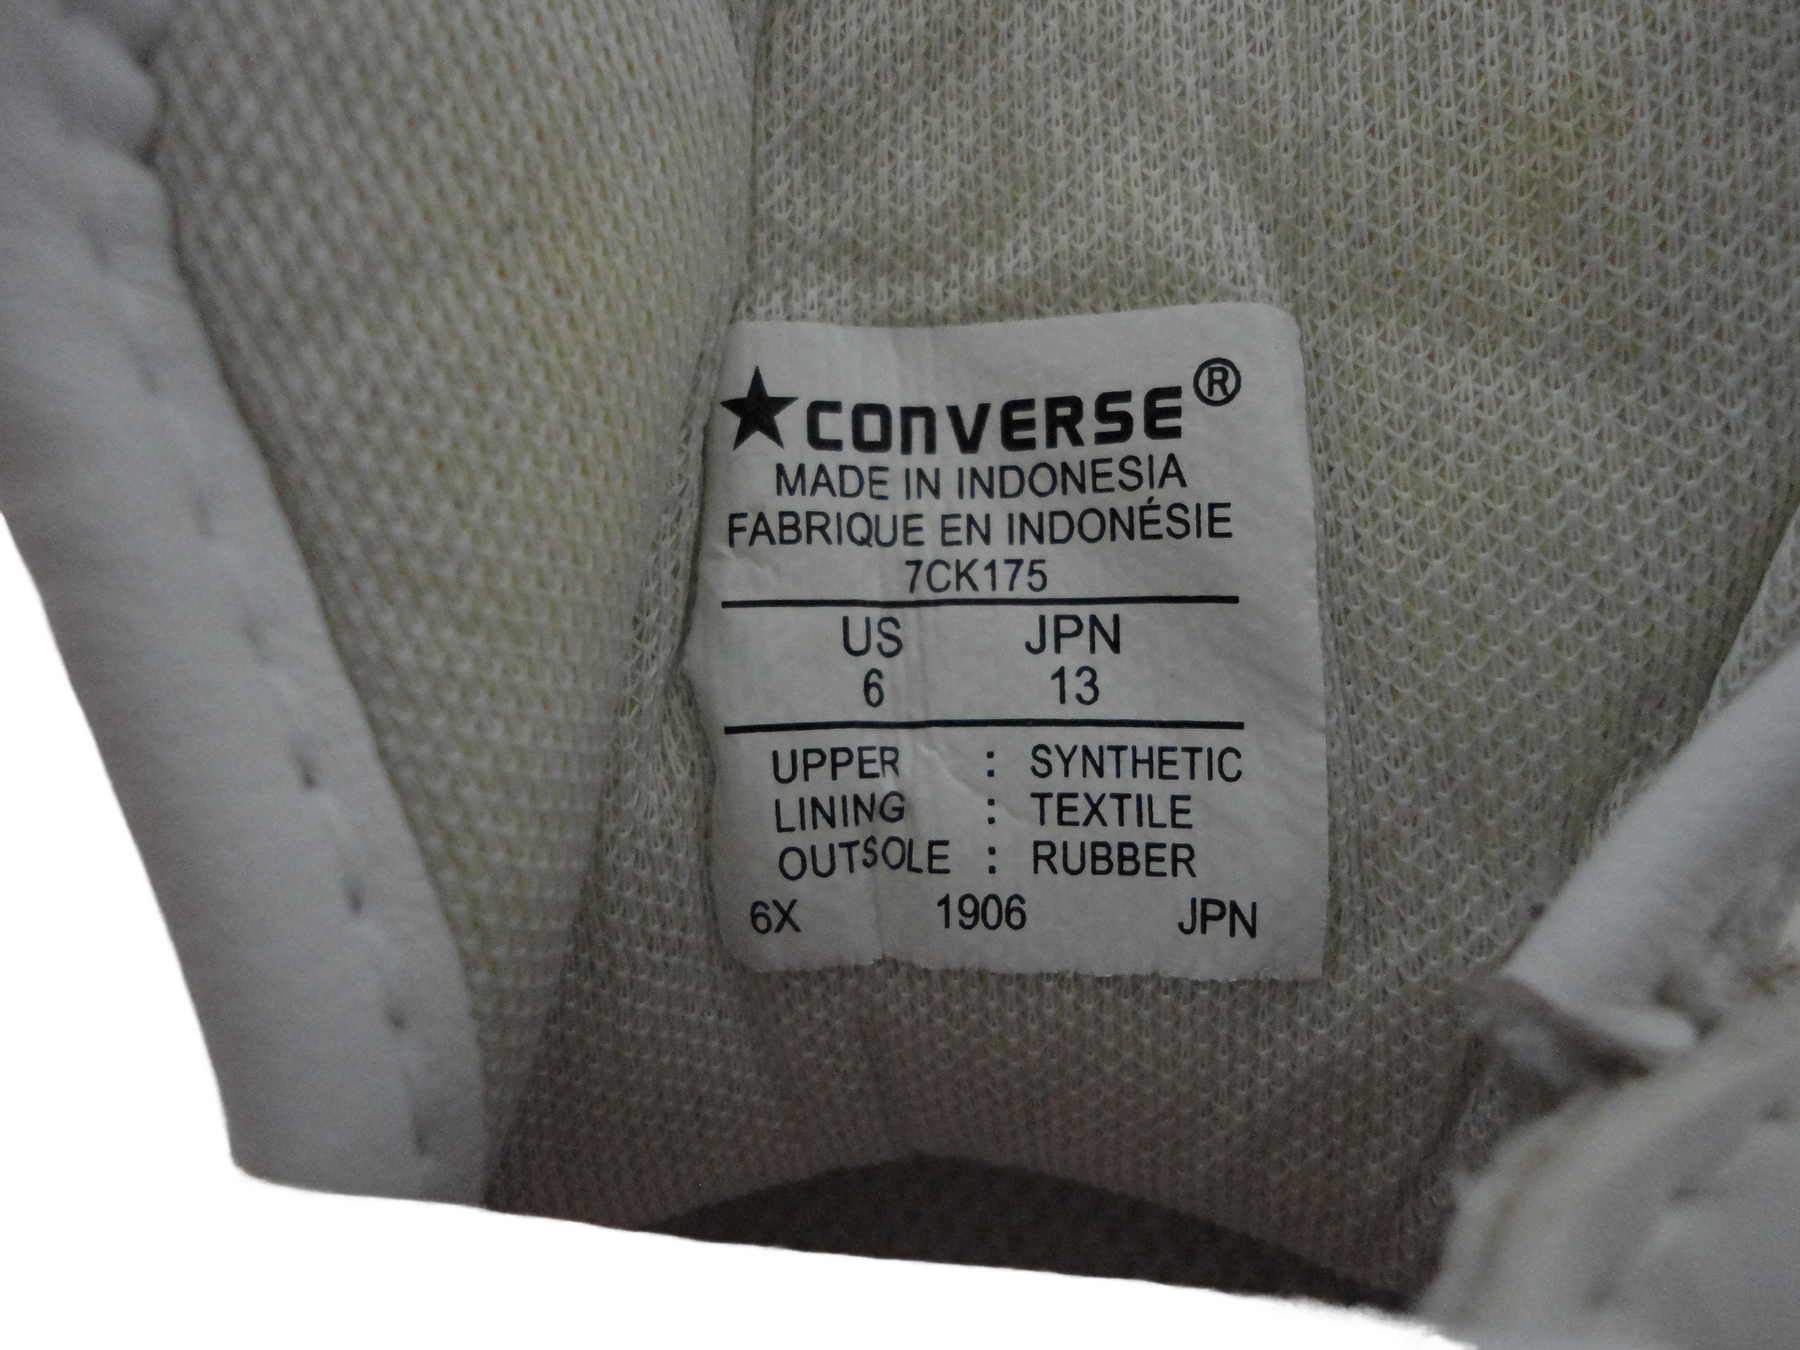 ★CONVERSE®
MADE IN INDONESIA
FABRIQUE EN INDONÉSIE
7CK175
US JPN
6 13
UPPER : SYNTHETIC
LINING : TEXTILE
OUTSOLE : RUBBER
6X 1906 JPN